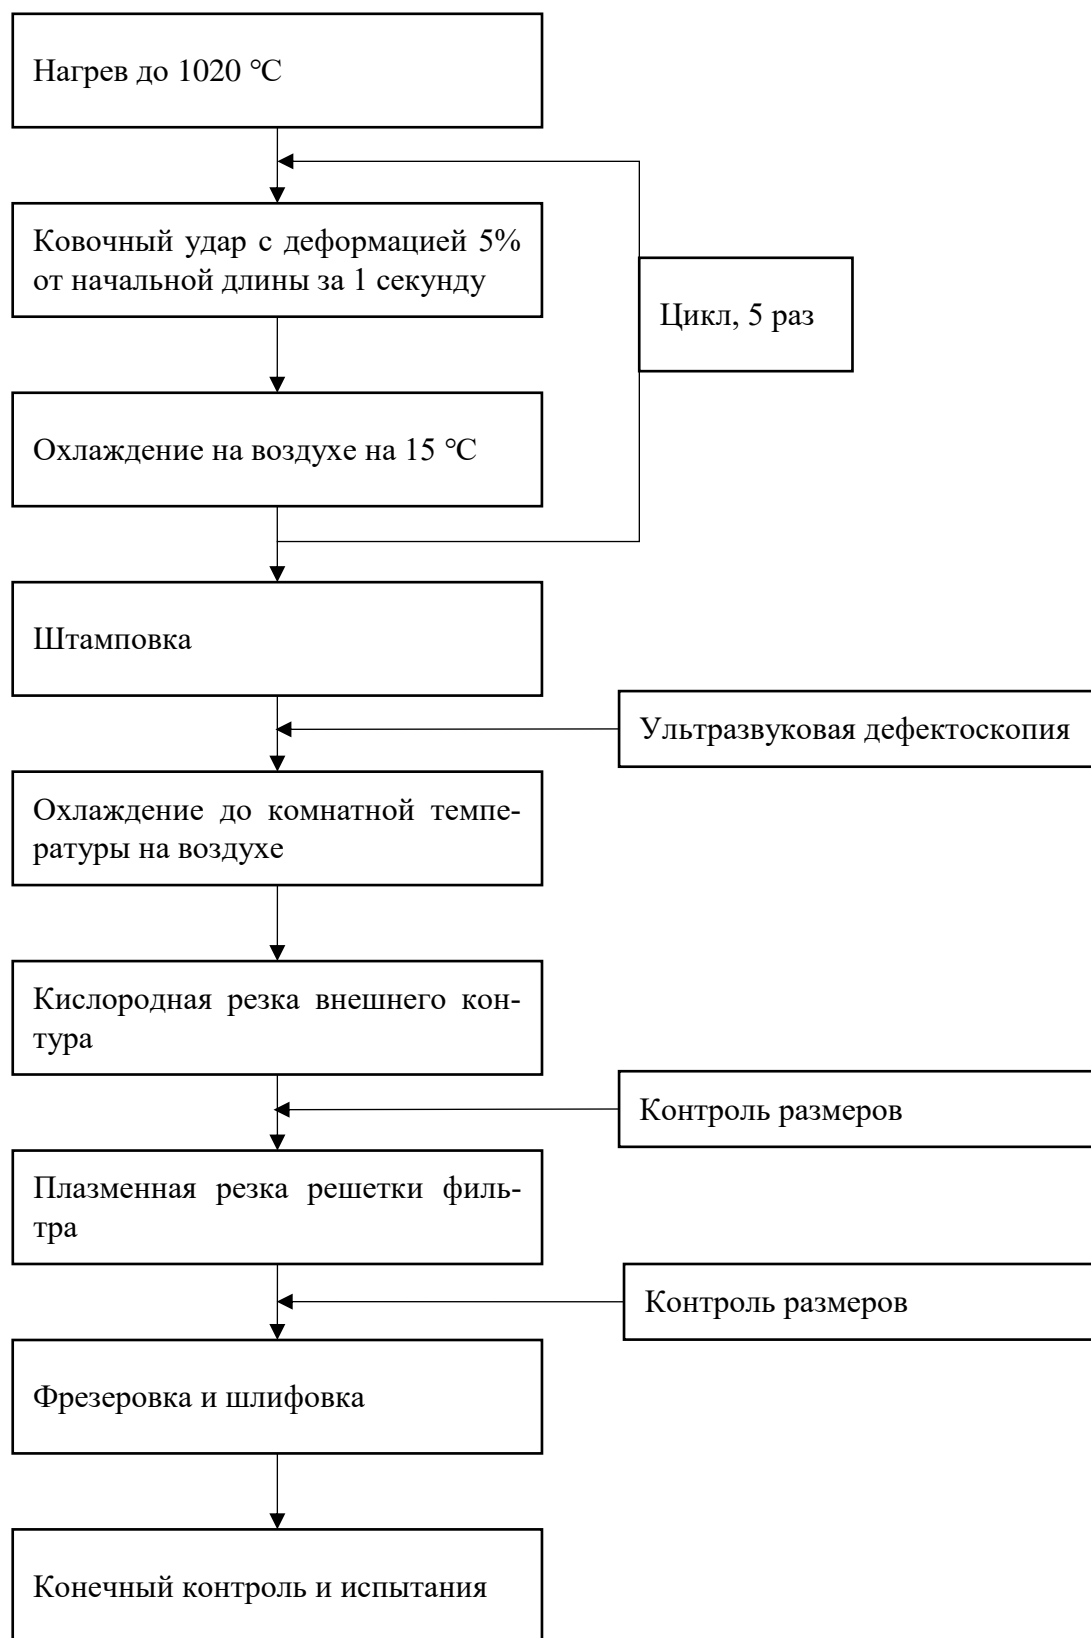 Нагрев до 1020 °С
Ковочный удар с деформацией 5%
от начальной длины за 1 секунду
Цикл, 5 раз
Охлаждение на воздухе на 15 °С
Штамповка
Ультразвуковая дефектоскопия
Охлаждение до комнатной темпе-
ратуры на воздухе
Кислородная резка внешнего кон-
тура
Контроль размеров
Плазменная резка решетки филь-
тра
Контроль размеров
Фрезеровка и шлифовка
Конечный контроль и испытания